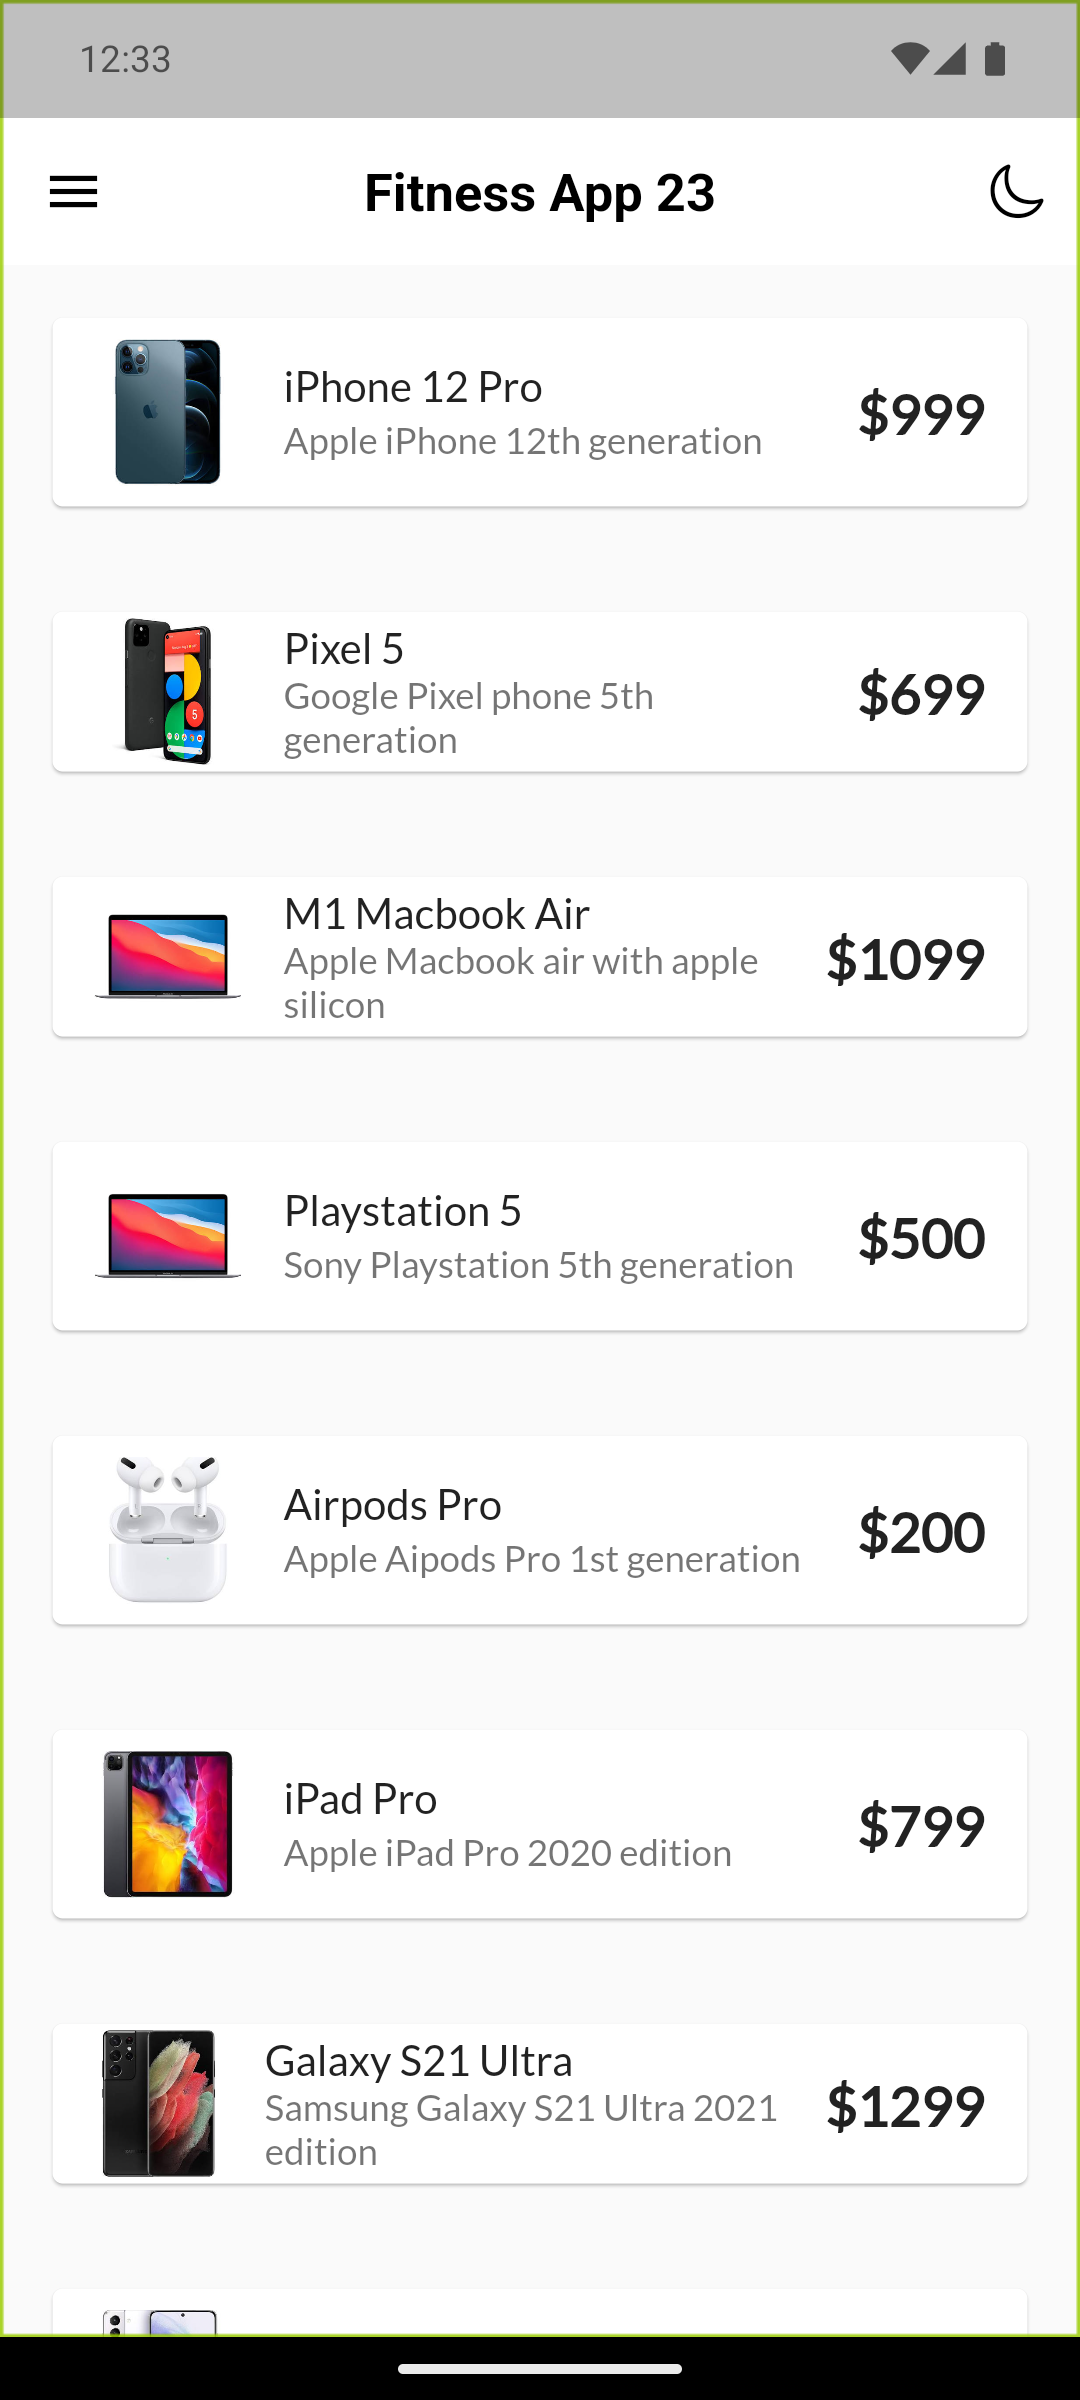 12:33
Fitness App 23
iPhone 12 Pro
Apple iPhone 12th generation
$999
Pixel 5
Google Pixel phone 5th
generation
$699
5
M1 Macbook Air
Apple Macbook air with apple
silicon
$1099
Playstation 5
Sony Playstation 5th generation
$500
Airpods Pro
Apple Aipods Pro 1st generation
$200
iPad Pro
Apple iPad Pro 2020 edition
$799
Galaxy S21 Ultra
Samsung Galaxy S21 Ultra 2021
edition
$1299